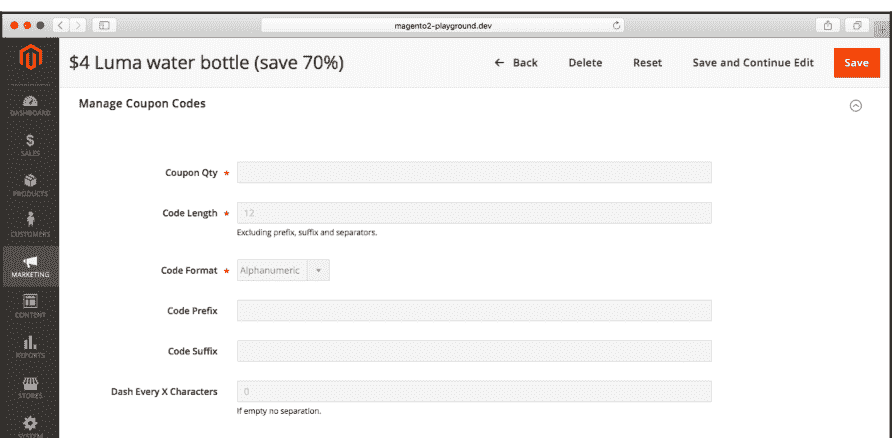 magento2-playground.dev
$4 Luma water bottle (save 70%)
← Back Delete Reset Save and Continue Edit Save
Manage Coupon Codes
DASHBOARD
SALES
PRODUCTS
CUSTOMERS
MARKETING
CONTENT
REPORTS
STORES
SYSTEM
Coupon Qty *
Code Length * 12
Excluding prefix, suffix and separators.
Code Format * Alphanumeric
Code Prefix
Code Suffix
Dash Every X Characters 0
If empty no separation.